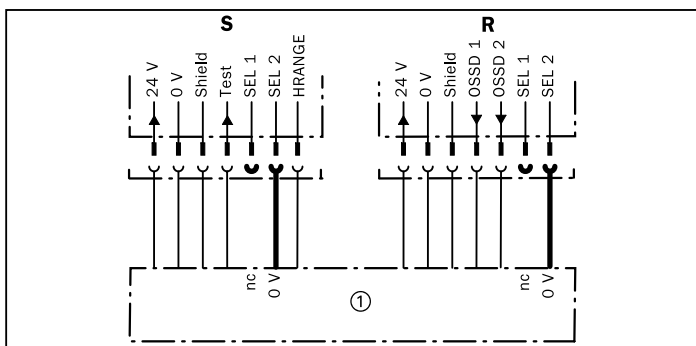 S
R
24 V
0 V
Shield
Test
SEL 1
SEL 2
HRANGE
24 V
0 V
Shield
OSSD 1
OSSD 2
SEL 1
SEL 2
nc
0 V
nc
0 V
①